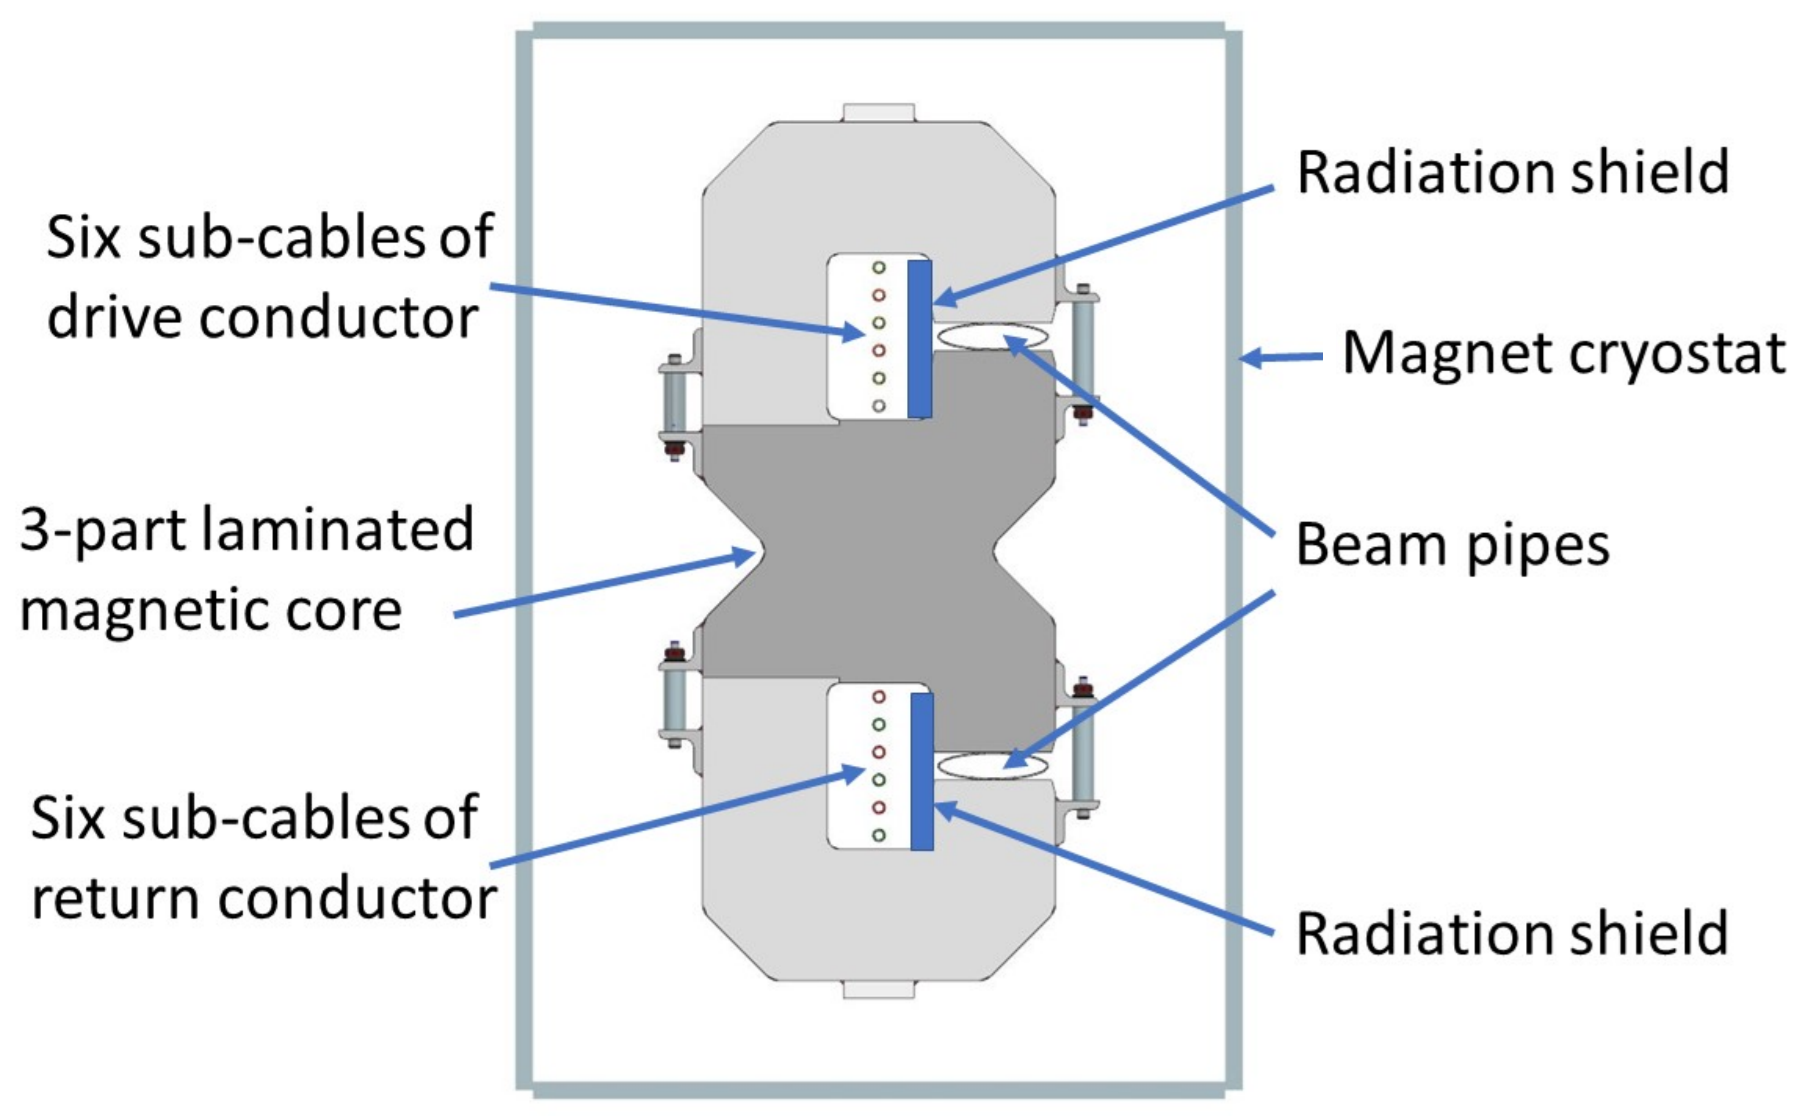 Six sub-cables of
drive conductor
3-part laminated
magnetic core
Six sub-cables of
return conductor
Radiation shield
Magnet cryostat
Beam pipes
Radiation shield